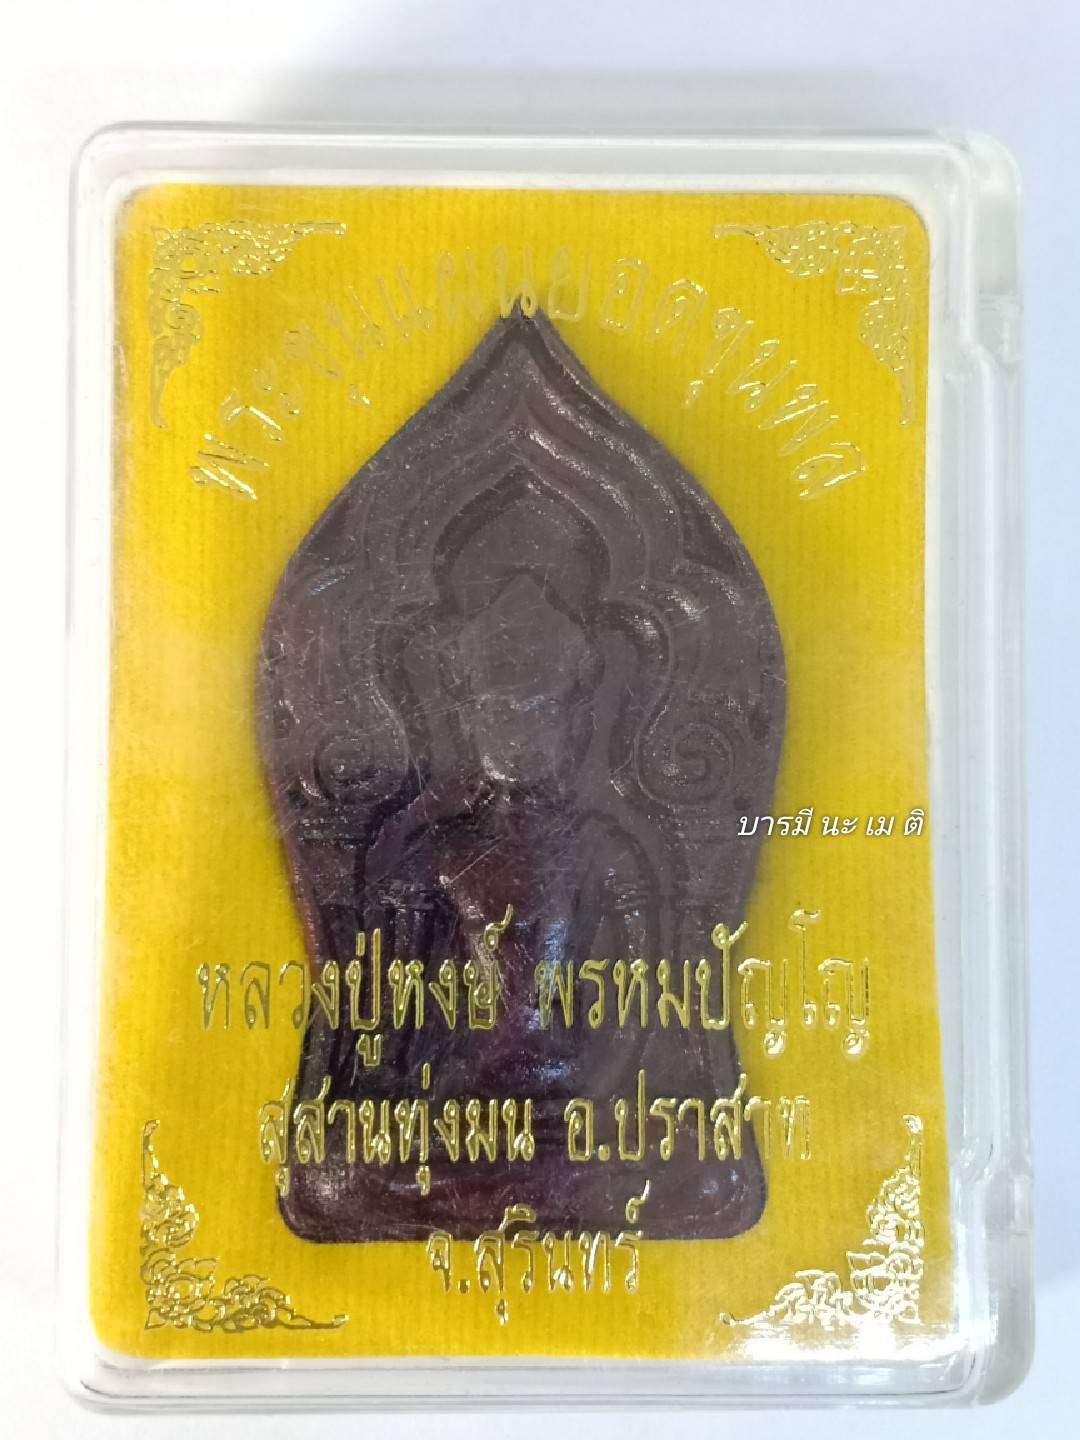 พระขุนแผนยอดขุนพล
บารมี นะ เม ติ
หลวงปู่หงษ์ พรหมปัญโญ
สุสานทุ่งมน อ.ปราสาท
จ.สุรินทร์